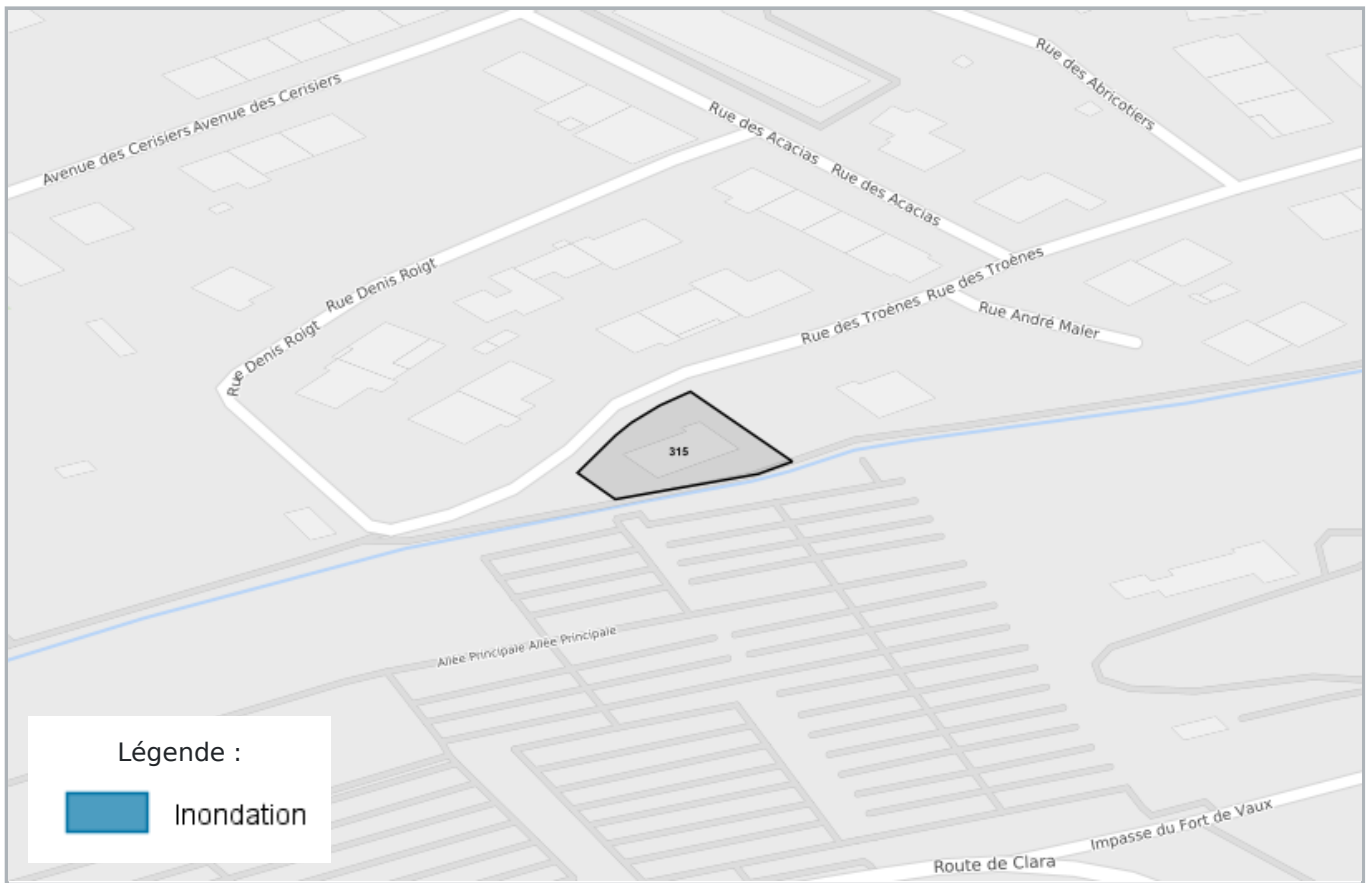 Rue des Abricotiers
Avenue des Cerisiers Avenue des Cerisiers
Rue des Acacias Rue des Acacias
Rue Denis Roigt
Rue des Troènes Rue des Troènes
Rue Denis Roigt
Rue André Maler
Rue
315
Allée Principale Allée Principale
Légende :
Inondation
Impasse du Fort de Vaux
Route de Clara